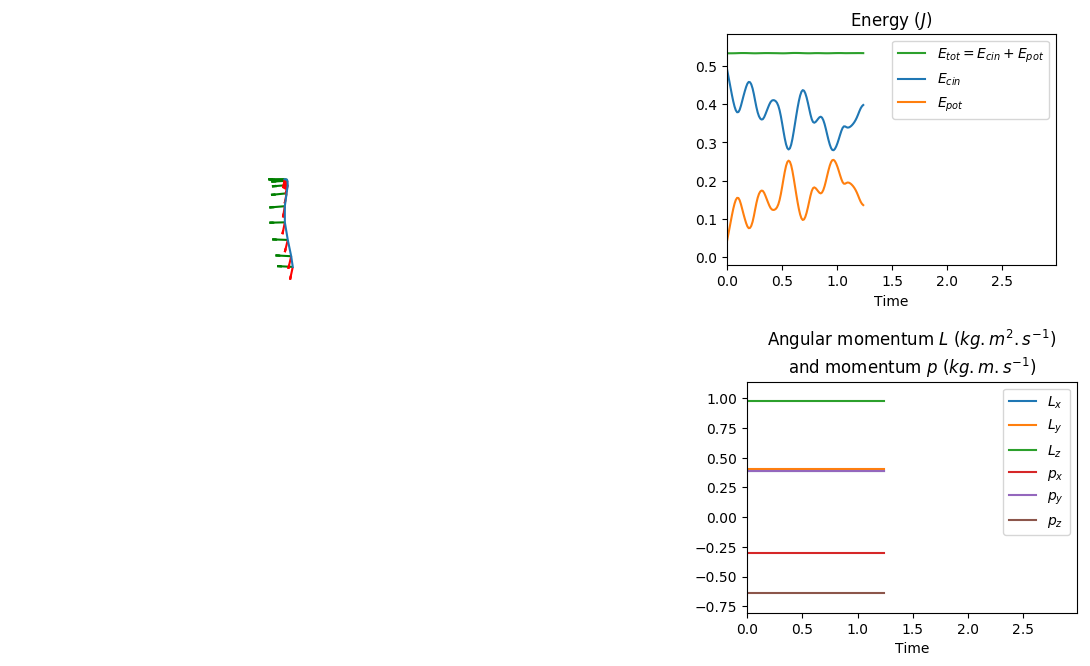 Energy (J)
E_tot = E_cin + E_pot
E_cin
E_pot
0.5
0.4
0.3
0.2
0.1
0.0
0.0 0.5 1.0 1.5 2.0 2.5
Time
Angular momentum L (kg.m².s⁻¹)
and momentum p (kg.m.s⁻¹)
L_x
L_y
L_z
p_x
p_y
p_z
1.00
0.75
0.50
0.25
0.00
−0.25
−0.50
−0.75
0.0 0.5 1.0 1.5 2.0 2.5
Time